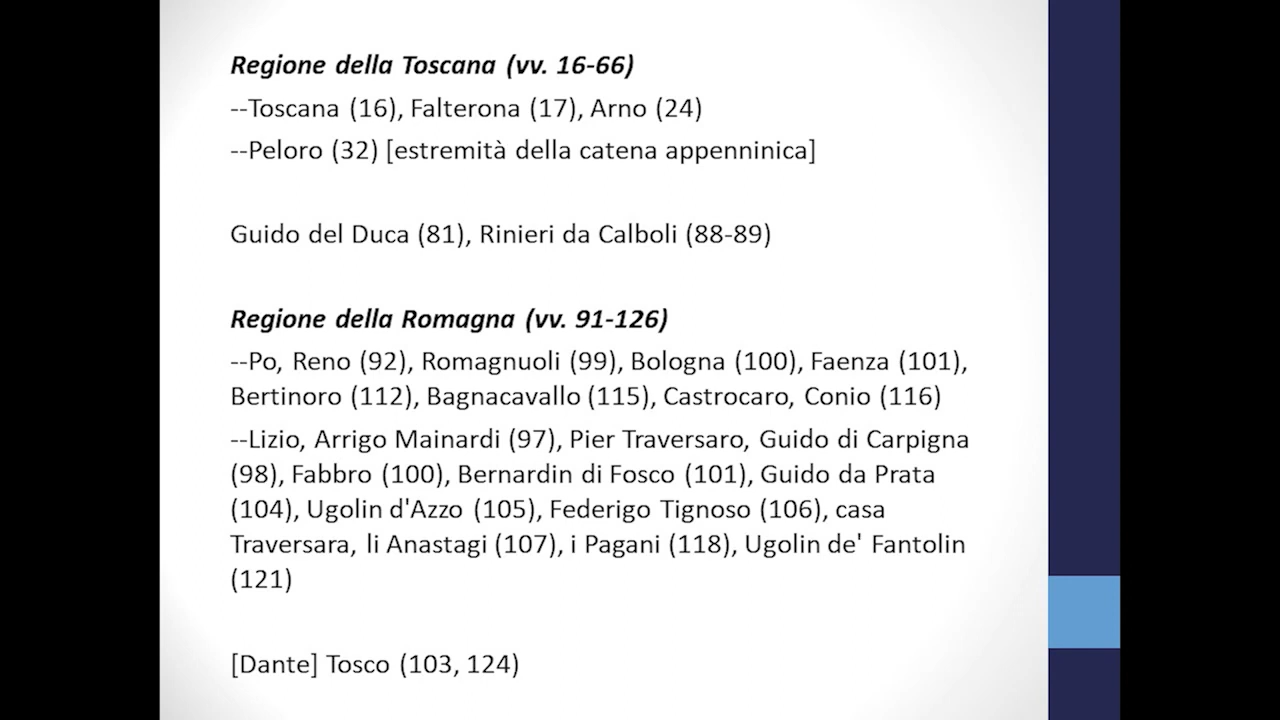 Regione della Toscana (vv. 16-66)
--Toscana (16), Falterona (17), Arno (24)
--Peloro (32) [estremità della catena appenninica]
Guido del Duca (81), Rinieri da Calboli (88-89)
Regione della Romagna (vv. 91-126)
--Po, Reno (92), Romagnuoli (99), Bologna (100), Faenza (101),
Bertinoro (112), Bagnacavallo (115), Castrocaro, Conio (116)
--Lizio, Arrigo Mainardi (97), Pier Traversaro, Guido di Carpigna
(98), Fabbro (100), Bernardin di Fosco (101), Guido da Prata
(104), Ugolin d'Azzo (105), Federigo Tignoso (106), casa
Traversara, li Anastagi (107), i Pagani (118), Ugolin de' Fantolin
(121)
[Dante] Tosco (103, 124)